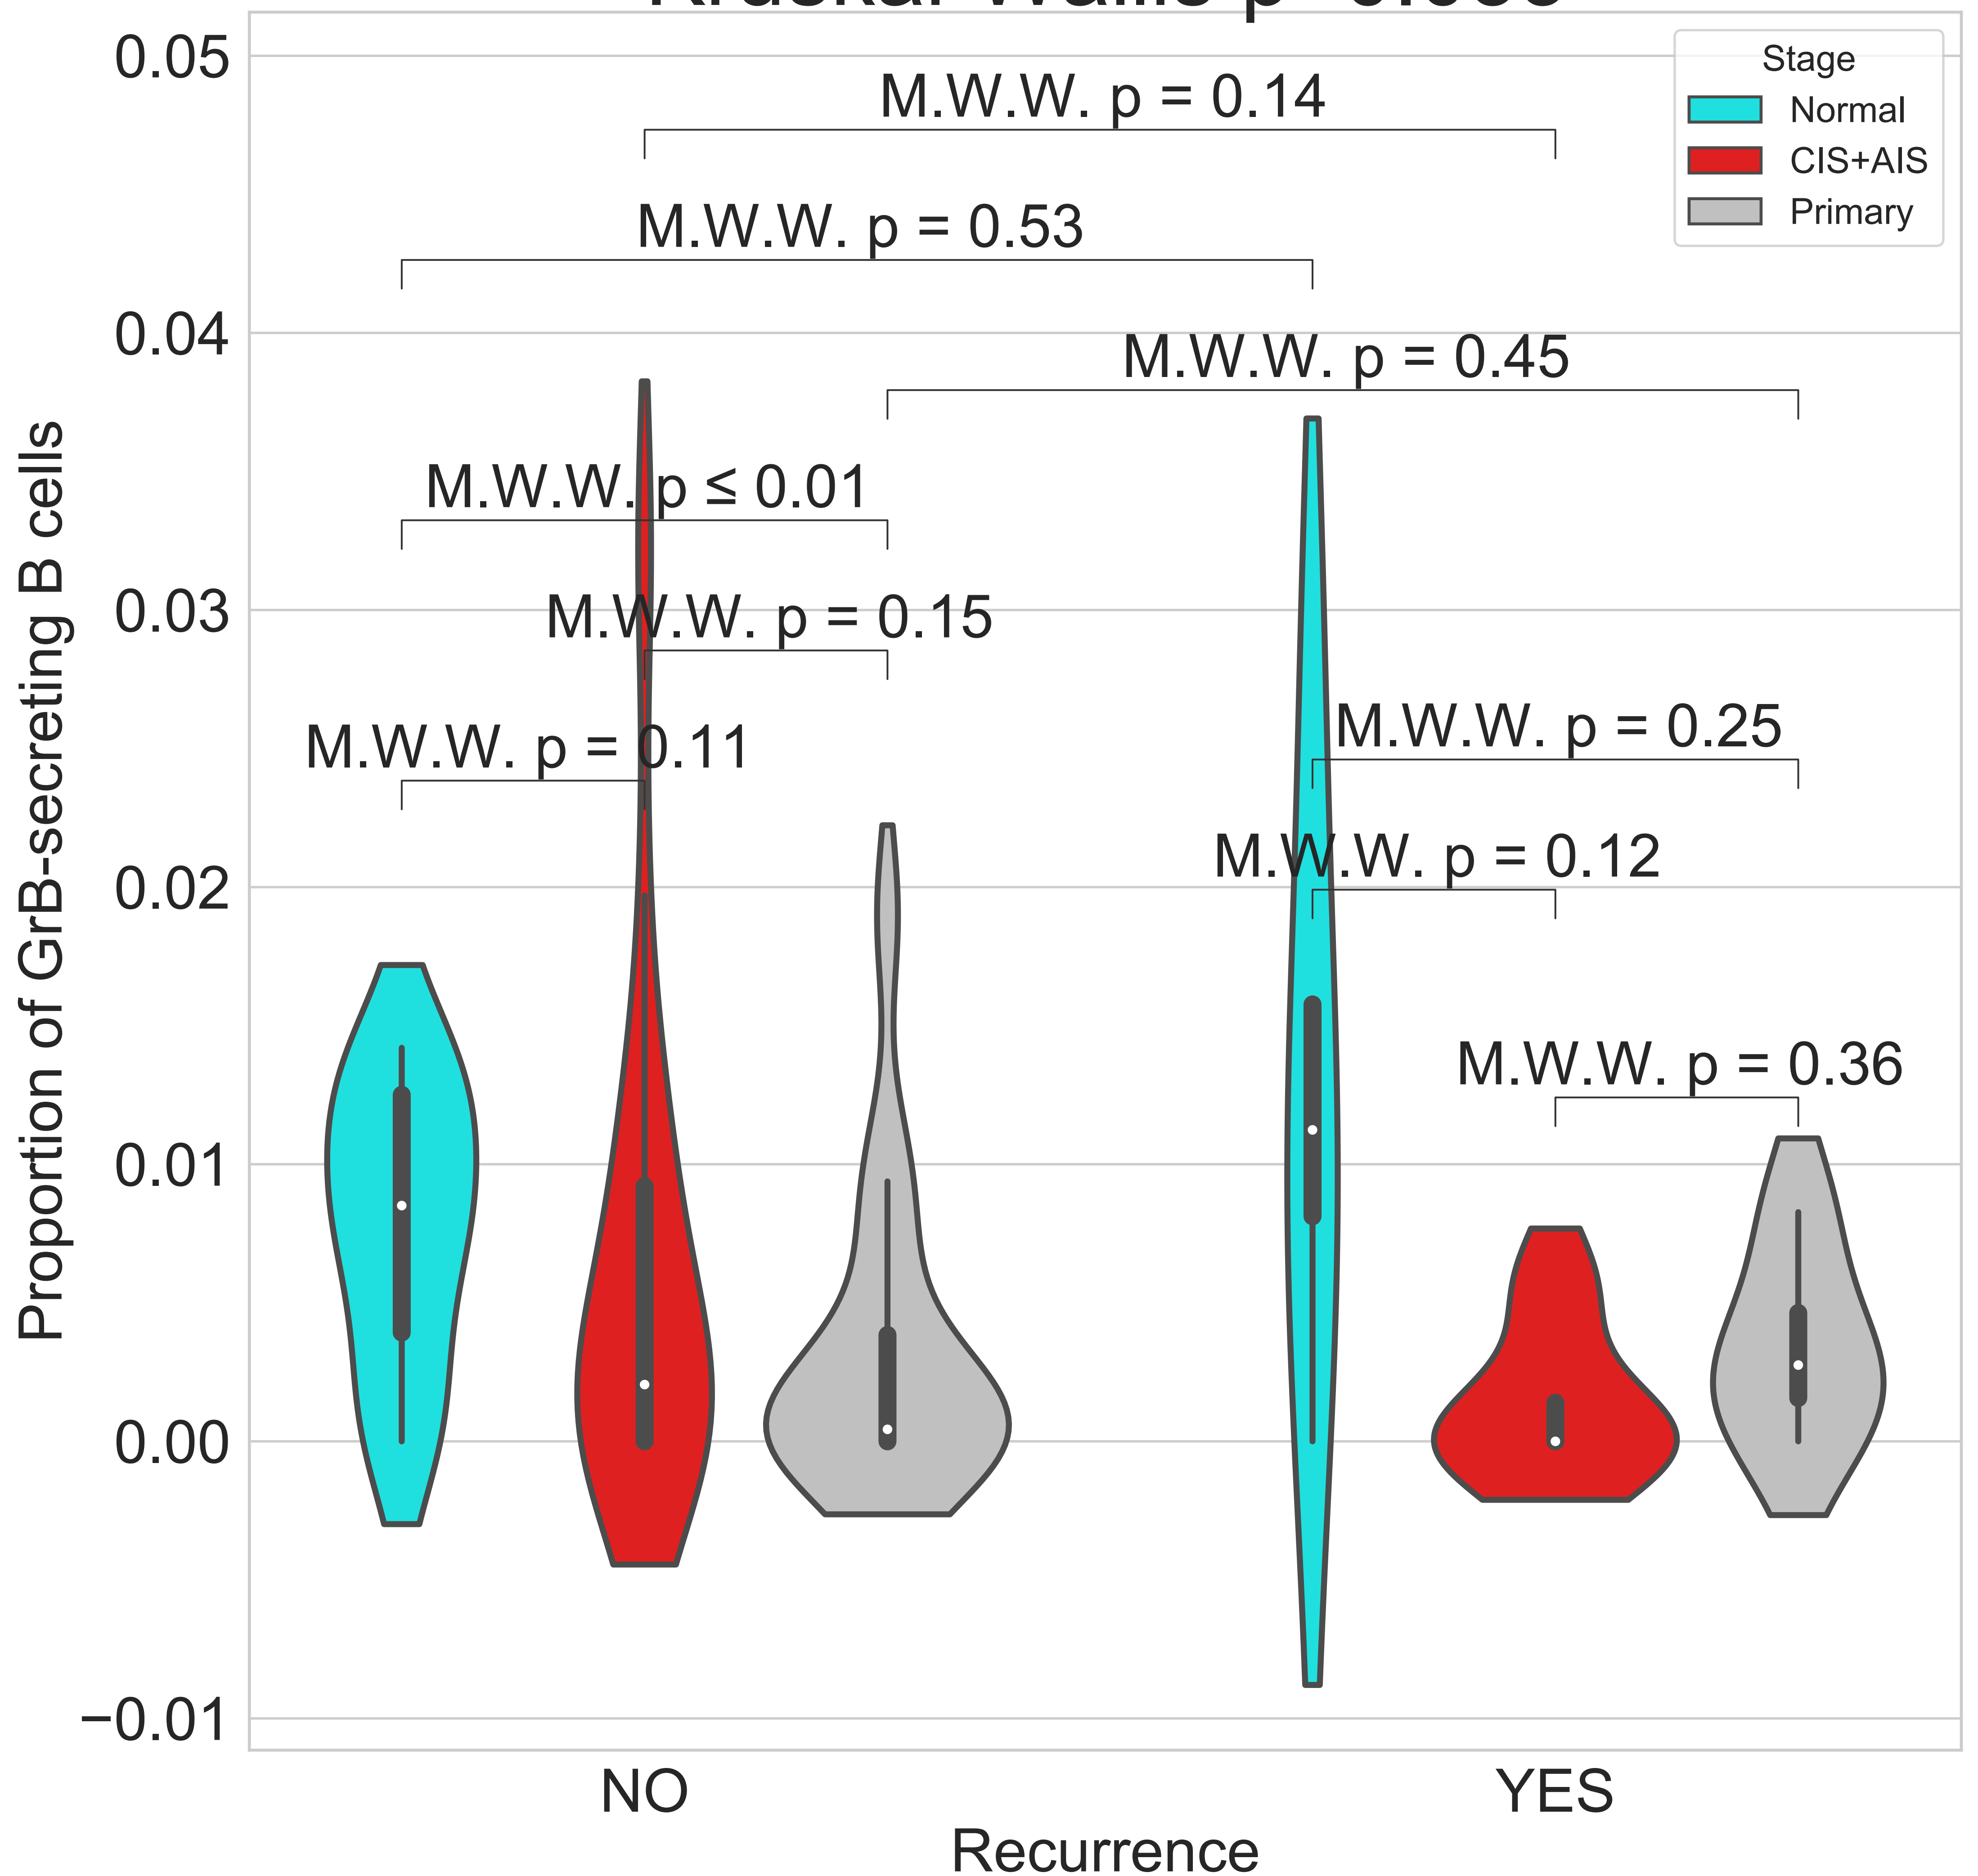 0.05
0.04
0.03
0.02
0.01
0.00
−0.01
Proportion of GrB-secreting B cells
Stage
Normal
CIS+AIS
Primary
M.W.W. p = 0.14
M.W.W. p = 0.53
M.W.W. p = 0.45
M.W.W. p ≤ 0.01
M.W.W. p = 0.15
M.W.W. p = 0.11
M.W.W. p = 0.25
M.W.W. p = 0.12
M.W.W. p = 0.36
NO
YES
Recurrence